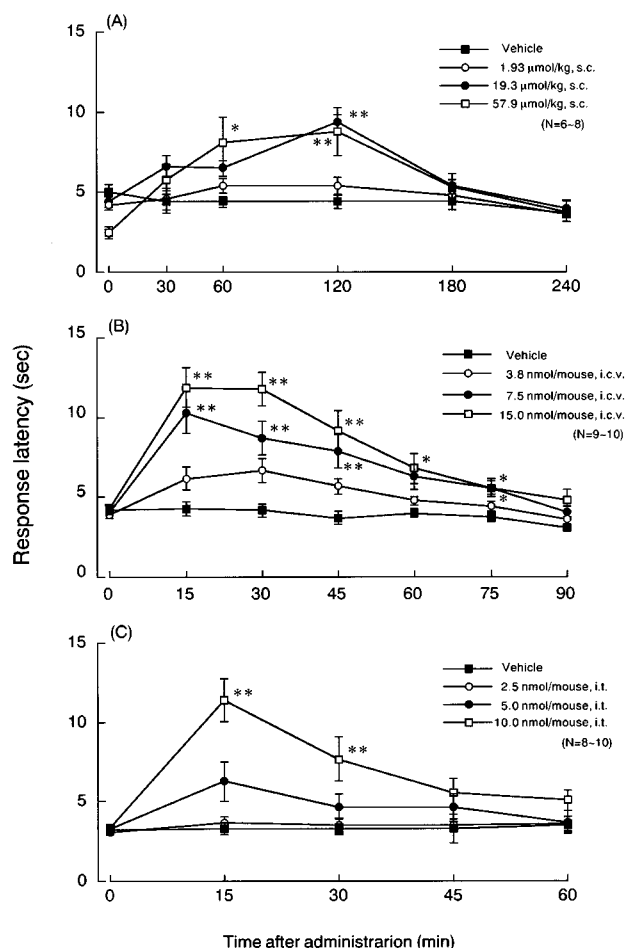 (A)
15
10
5
0
Vehicle
1.93 μmol/kg, s.c.
19.3 μmol/kg, s.c.
57.9 μmol/kg, s.c.
(N=6~8)
*
**
**
0 30 60 120 180 240
Response latency (sec)
(B)
15
10
5
0
Vehicle
3.8 nmol/mouse, i.c.v.
7.5 nmol/mouse, i.c.v.
15.0 nmol/mouse, i.c.v.
(N=9~10)
** ** **
** ** **
* *
*
0 15 30 45 60 75 90
(C)
15
10
5
0
Vehicle
2.5 nmol/mouse, i.t.
5.0 nmol/mouse, i.t.
10.0 nmol/mouse, i.t.
(N=8~10)
** **
0 15 30 45 60
Time after administrarion (min)